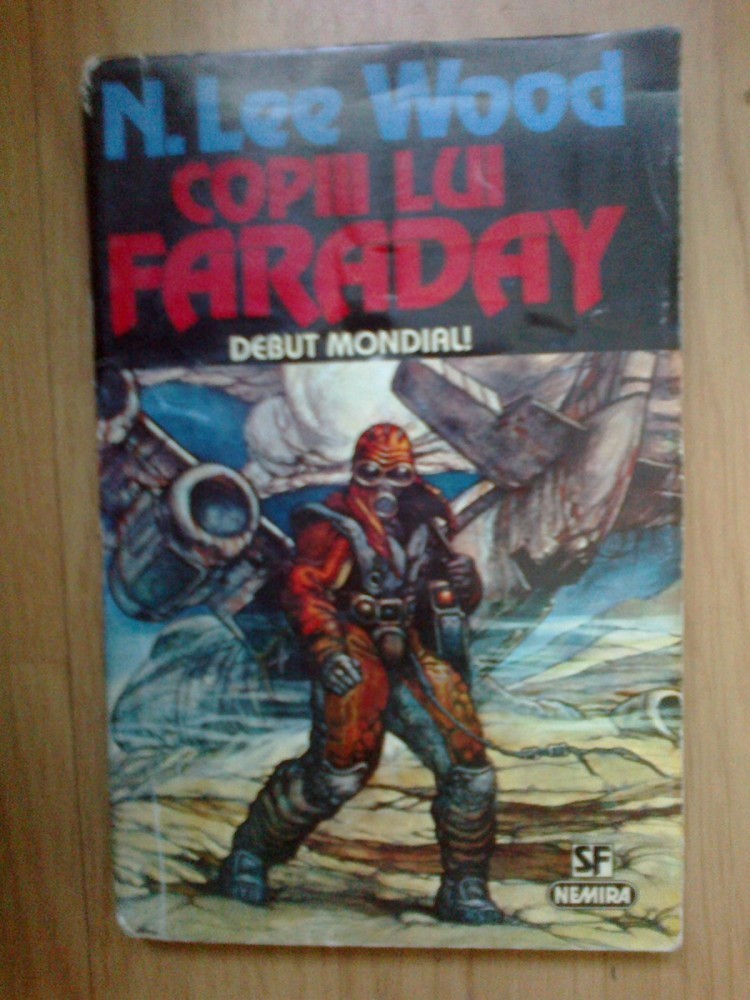 N. Lee Wood
COPIII LUI
FARADAY
DEBUT MONDIAL!
SF
NEMIRA